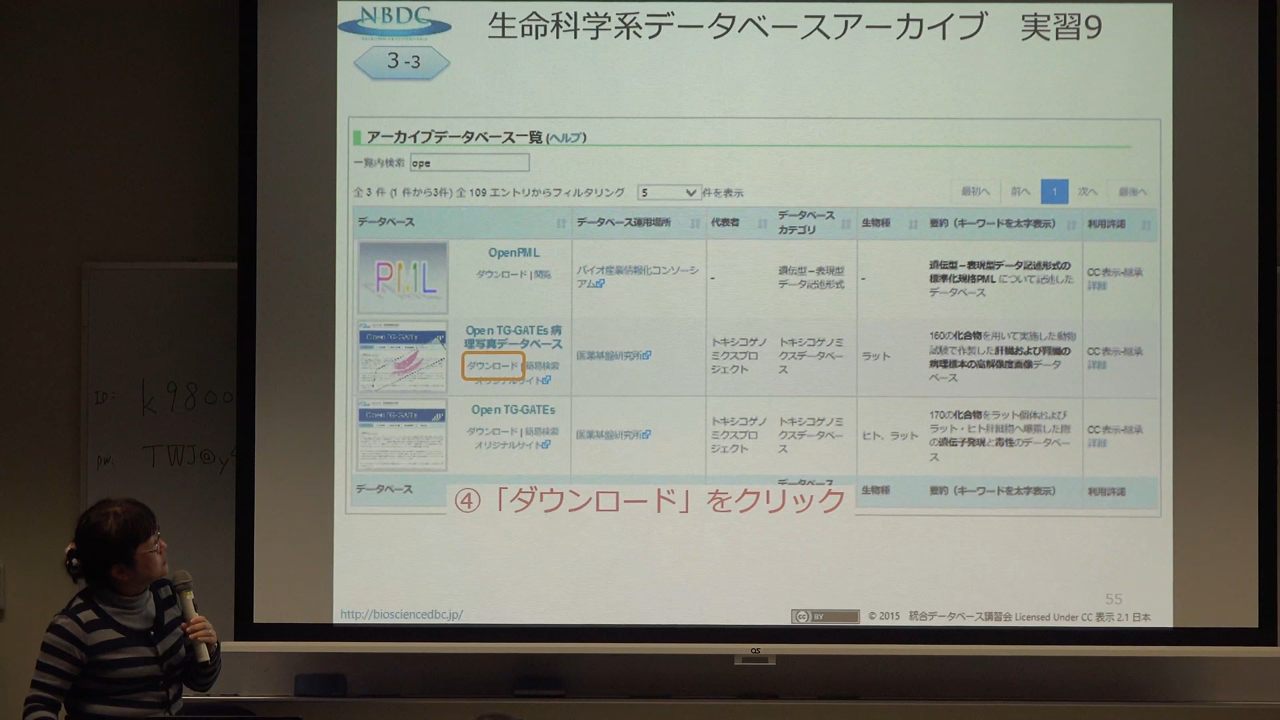 NBDC
生命科学系データベースアーカイブ 実習9
3-3
アーカイブデータベース一覧 (ヘルプ)
一覧内検索 ope
全 3 件 (1 件から3件) 全 109 エントリからフィルタリング 5 件を表示
最初へ 前へ 1 次へ 最後へ
データベース データベース運用場所 代表者 データベースカテゴリ 生物種 要約（キーワードを太字表示） 利用許諾
PML
OpenPML
ダウンロード | 閲覧
バイオ産業情報化コンソーシ
アム
-
遺伝型－表現型
データ記述形式
-
遺伝型－表現型データ記述形式の
標準化規格PML について記述した
データベース
CC 表示-継承
詳細
Open TG-GATEs
Open TG-GATEs 病
理写真データベース
ダウンロード | 簡易検索
オリジナルサイト
医薬基盤研究所
トキシコゲノ
ミクスプロ
ジェクト
トキシコゲノミ
クスデータベー
ス
ラット
160の化合物を用いて実施した動物
試験で作製した肝臓および腎臓の
病理標本の高解像度画像データ
ベース
CC 表示-継承
詳細
Open TG-GATEs
Open TG-GATEs
ダウンロード | 簡易検索
オリジナルサイト
医薬基盤研究所
トキシコゲノ
ミクスプロ
ジェクト
トキシコゲノミ
クスデータベー
ス
ヒト、ラット
170の化合物をラット個体および
ラット・ヒト肝細胞へ曝露した際
の遺伝子発現と毒性のデータベー
ス
CC 表示-継承
詳細
データベース データベース 生物種 要約（キーワードを太字表示） 利用許諾
④「ダウンロード」をクリック
55
http://biosciencedbc.jp/
cc BY
© 2015 統合データベース講習会 Licensed Under CC 表示 2.1 日本
ID: k9800
pw. TWJ@y
OS